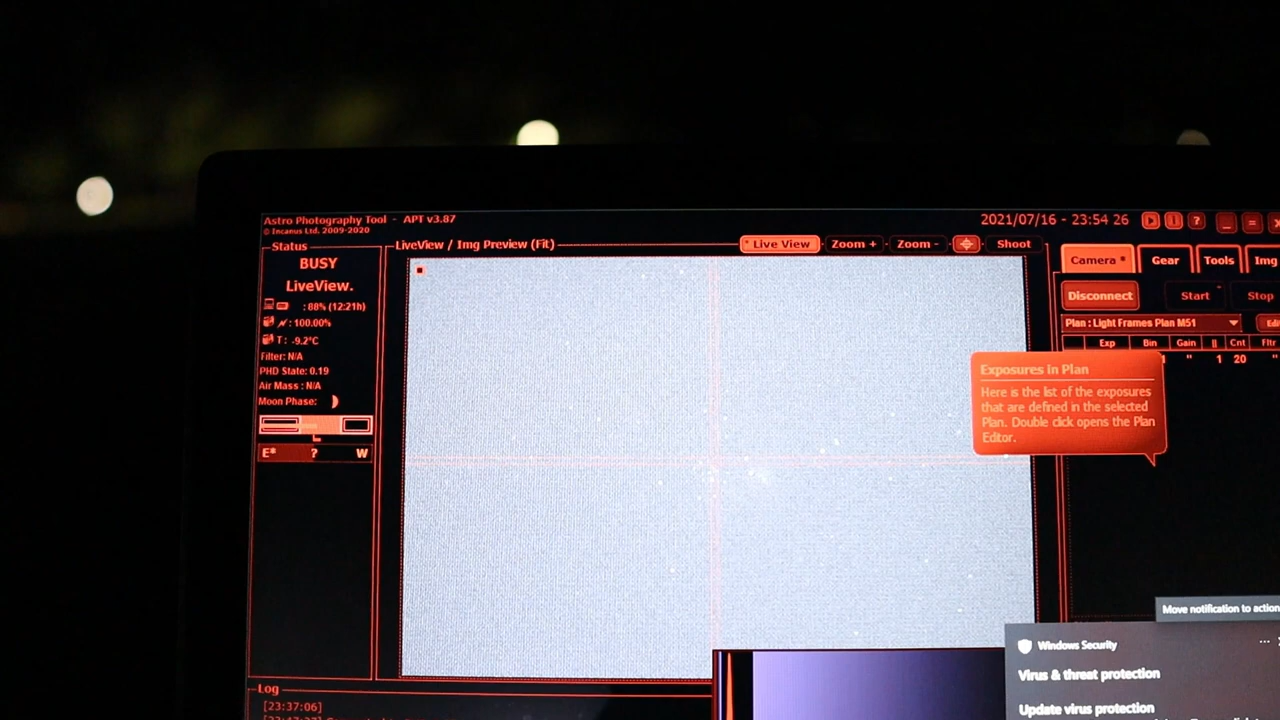 Astro Photography Tool - APT v3.87
© Incanus Ltd. 2009-2020
2021/07/16 - 23:54 26
Status
BUSY
LiveView.
: 88% (12:21h)
: 100.00%
T : -9.2°C
Filter: N/A
PHD State: 0.19
Air Mass : N/A
Moon Phase:
E* ? W
LiveView / Img Preview (Fit)
* Live View Zoom + Zoom - Shoot
Camera * Gear Tools Img
Disconnect Start Stop
Plan : Light Frames Plan M51
Exp Bin Gain || Cnt Fltr
1 " 1 20 "
Exposures in Plan
Here is the list of the exposures
that are defined in the selected
Plan. Double click opens the Plan
Editor.
Move notification to action
Windows Security
Virus & threat protection
Update virus protection
Log
[23:37:06]